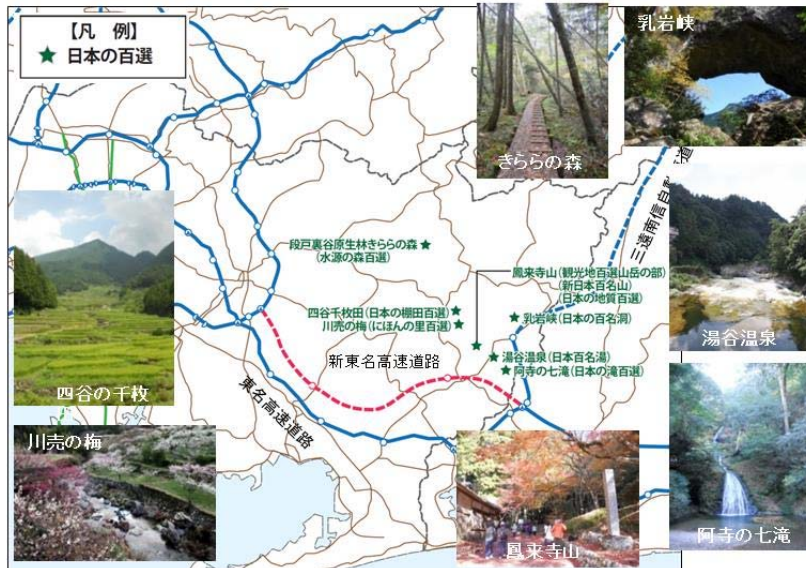 【凡 例】
★ 日本の百選
乳岩峡
きららの森
三遠南信自動車道
段戸裏谷原生林きららの森★
(水源の森百選)
鳳来寺山(観光地百選山岳の部)
(新日本百名山)
(日本の地質百選)
四谷千枚田(日本の棚田百選)★
川売の梅(にほんの里百選)★
★乳岩峡(日本の百名洞)
新東名高速道路
★湯谷温泉(日本百名湯)
★阿寺の七滝(日本の滝百選)
湯谷温泉
四谷の千枚
東名高速道路
川売の梅
鳳来寺山
阿寺の七滝